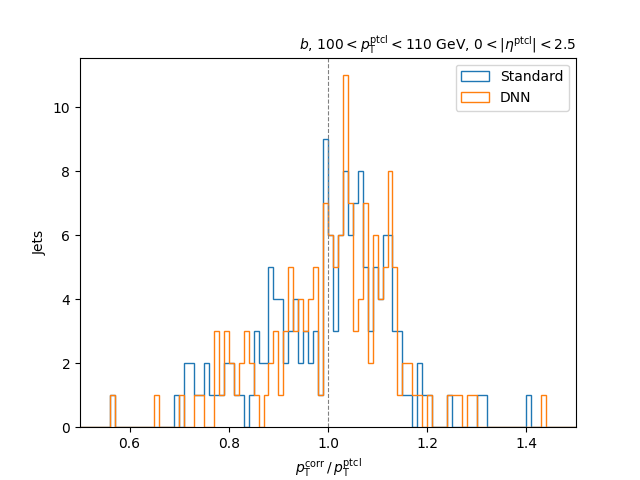 b, 100 < p_T^ptcl < 110 GeV, 0 < |η^ptcl| < 2.5
Standard
DNN
10
8
6
4
2
0
Jets
0.6 0.8 1.0 1.2 1.4
p_T^corr / p_T^ptcl